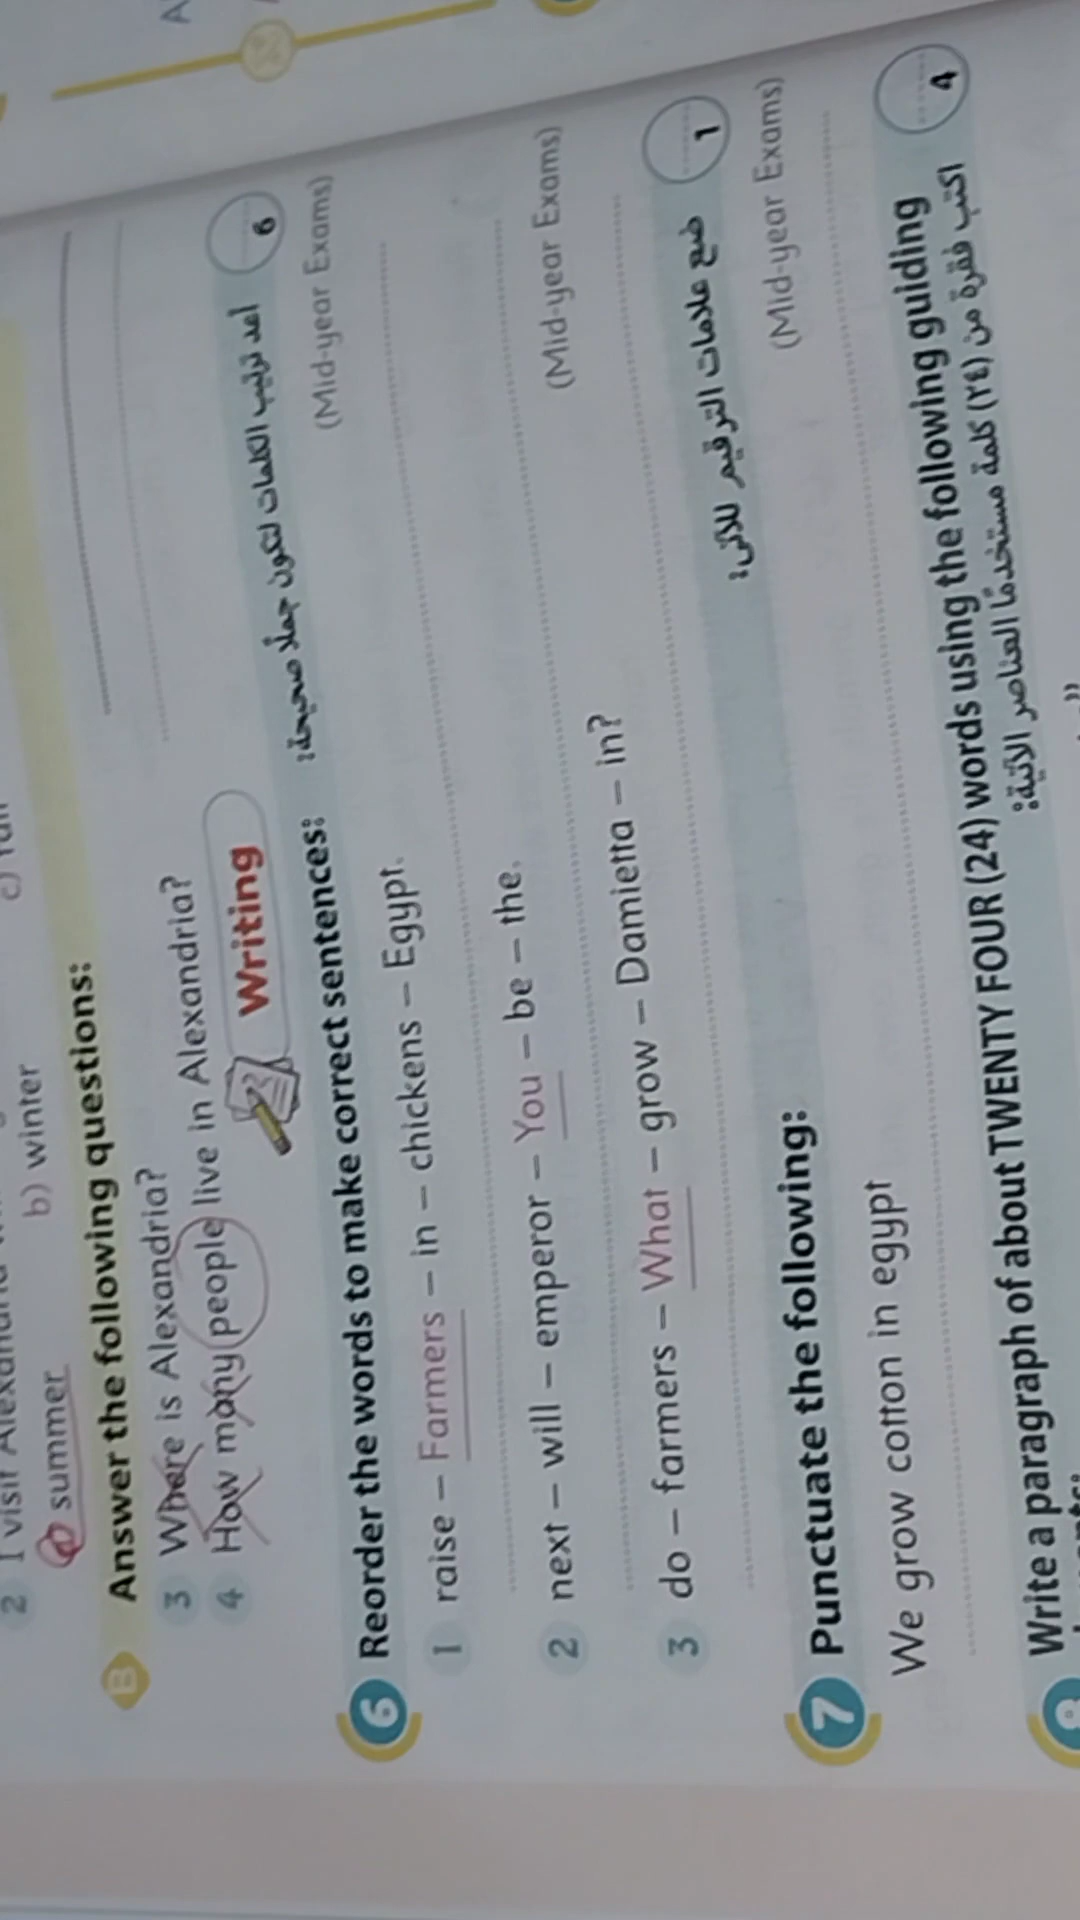 2 I visit
summer b) winter c)
B Answer the following questions:
3 Where is Alexandria?
4 How many people live in Alexandria?
Writing
6 Reorder the words to make correct sentences: أعد ترتيب الكلمات لتكون جملًا صحيحة: 6
1 raise – Farmers – in – chickens – Egypt. (Mid-year Exams)
2 next – will – emperor – You – be – the.
3 do – farmers – What – grow – Damietta – in? (Mid-year Exams)
7 Punctuate the following: ضع علامات الترقيم للآتي: 1
We grow cotton in egypt (Mid-year Exams)
8 Write a paragraph of about TWENTY FOUR (24) words using the following guiding 4
اكتب فقرة من (٢٤) كلمة مستخدمًا العناصر الآتية: